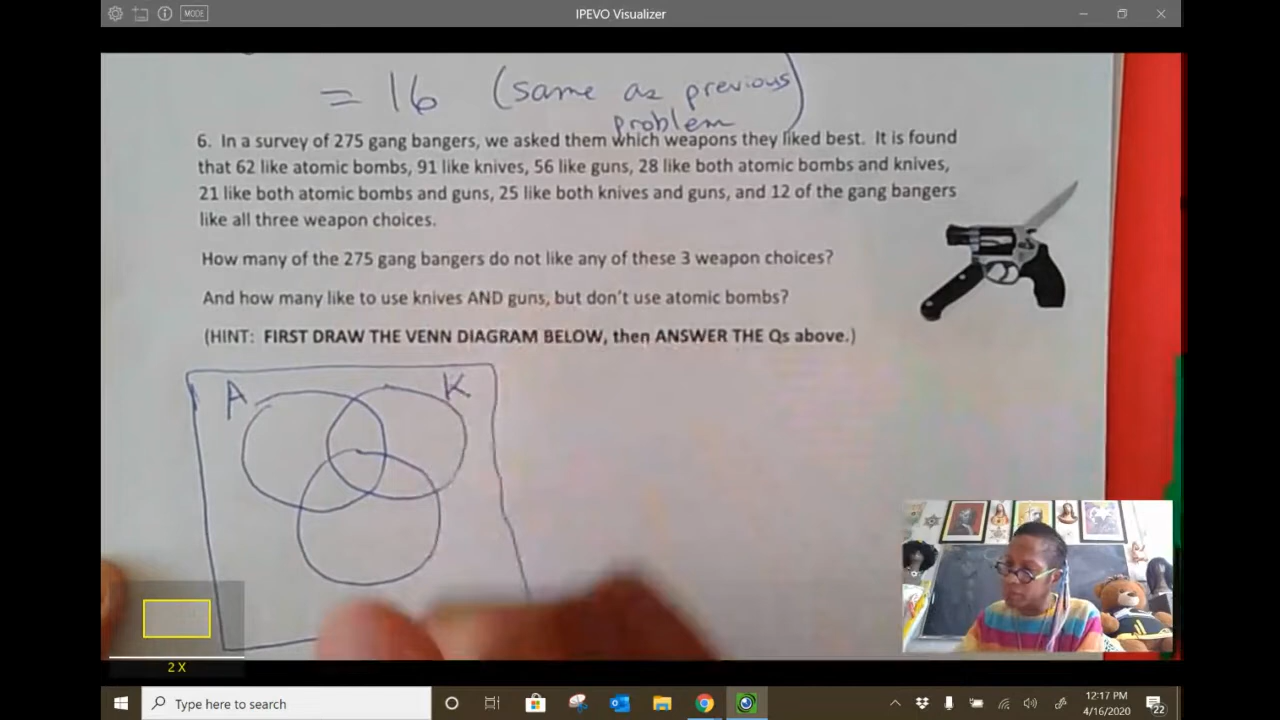 IPEVO Visualizer
MODE
= 16 (same as previous
problem)
6. In a survey of 275 gang bangers, we asked them which weapons they liked best. It is found
that 62 like atomic bombs, 91 like knives, 56 like guns, 28 like both atomic bombs and knives,
21 like both atomic bombs and guns, 25 like both knives and guns, and 12 of the gang bangers
like all three weapon choices.
How many of the 275 gang bangers do not like any of these 3 weapon choices?
And how many like to use knives AND guns, but don't use atomic bombs?
(HINT: FIRST DRAW THE VENN DIAGRAM BELOW, then ANSWER THE Qs above.)
A K
2 X
Type here to search
12:17 PM
4/16/2020
22